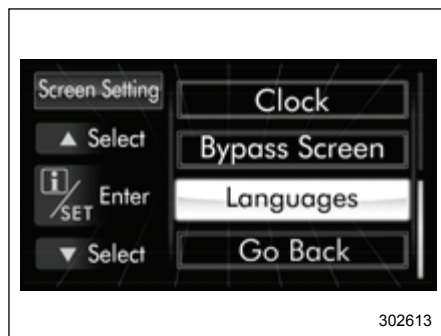 Screen Setting
▲ Select
i/SET Enter
▼ Select
Clock
Bypass Screen
Languages
Go Back
302613